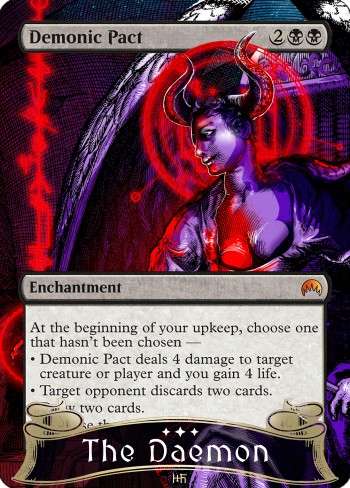 Demonic Pact 2
Enchantment
At the beginning of your upkeep, choose one
that hasn't been chosen —
• Demonic Pact deals 4 damage to target
creature or player and you gain 4 life.
• Target opponent discards two cards.
two cards.
The Daemon